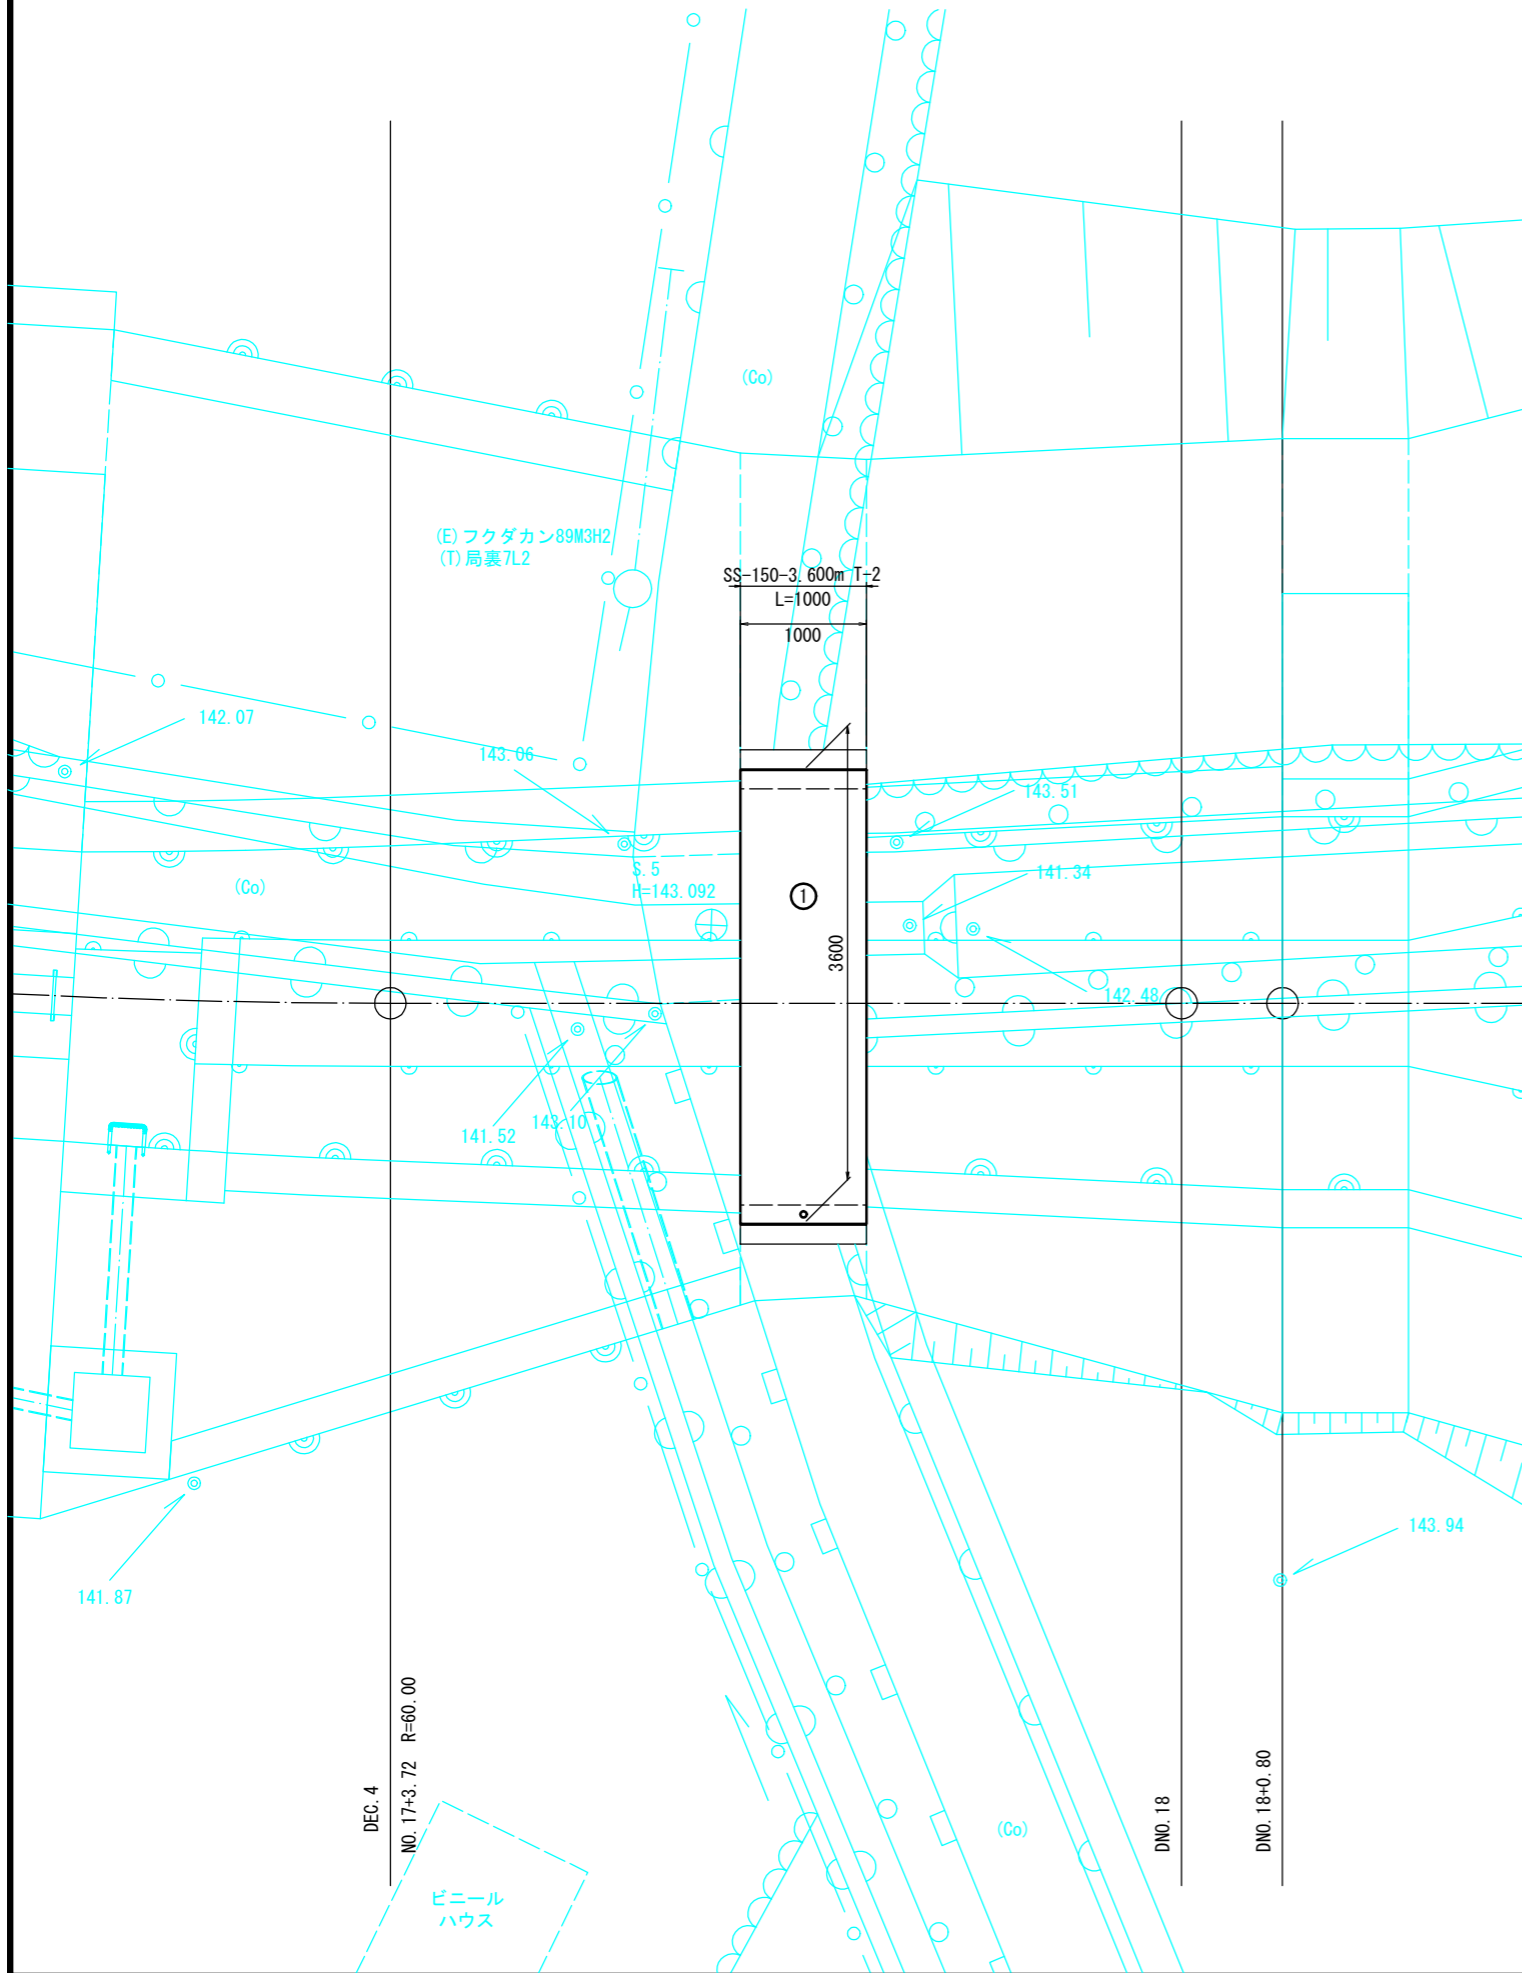 (Co)
(E)フクダカン89M3H2
(T)局裏7L2
SS-150-3.600m T-2
L=1000
1000
142.07
143.06
143.51
S.5
H=143.092
141.34
(Co)
①
3600
142.48
141.52
143.10
143.94
141.87
DEC.4
NO.17+3.72 R=60.00
DNO.18
DNO.18+0.80
(Co)
ビニール
ハウス